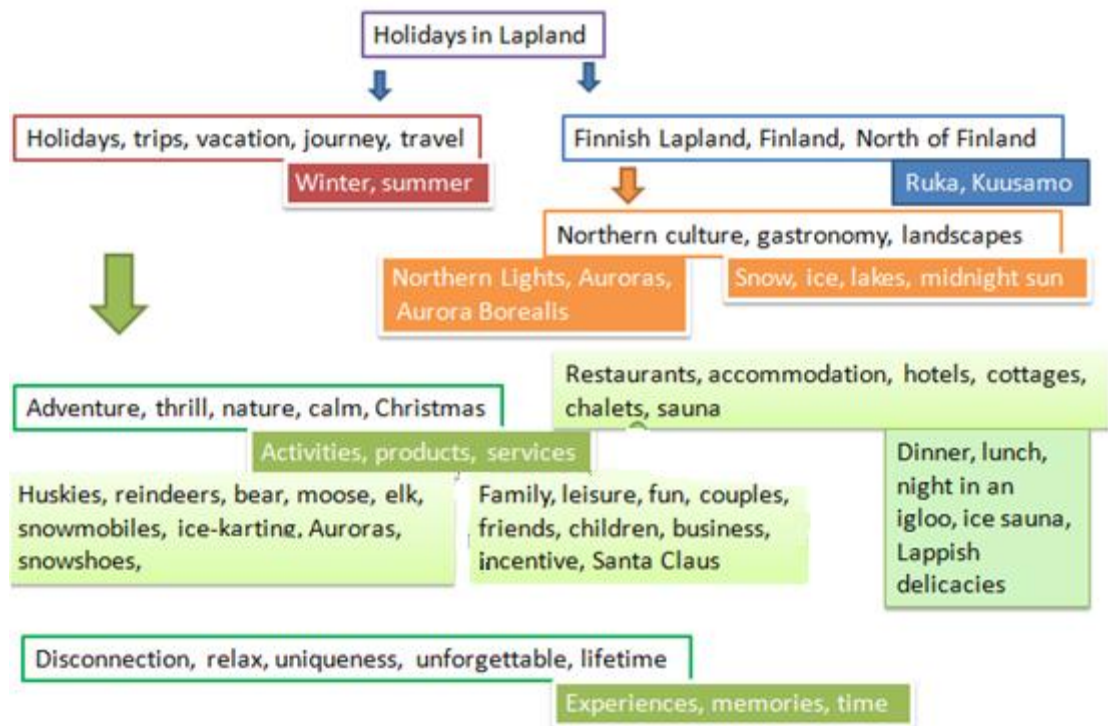 Holidays in Lapland
Holidays, trips, vacation, journey, travel
Winter, summer
Finnish Lapland, Finland, North of Finland
Ruka, Kuusamo
Northern culture, gastronomy, landscapes
Northern Lights, Auroras,
Aurora Borealis
Snow, ice, lakes, midnight sun
Adventure, thrill, nature, calm, Christmas
Activities, products, services
Restaurants, accommodation, hotels, cottages,
chalets, sauna
Dinner, lunch,
night in an
igloo, ice sauna,
Lappish
delicacies
Huskies, reindeers, bear, moose, elk,
snowmobiles, ice-karting, Auroras,
snowshoes,
Family, leisure, fun, couples,
friends, children, business,
incentive, Santa Claus
Disconnection, relax, uniqueness, unforgettable, lifetime
Experiences, memories, time